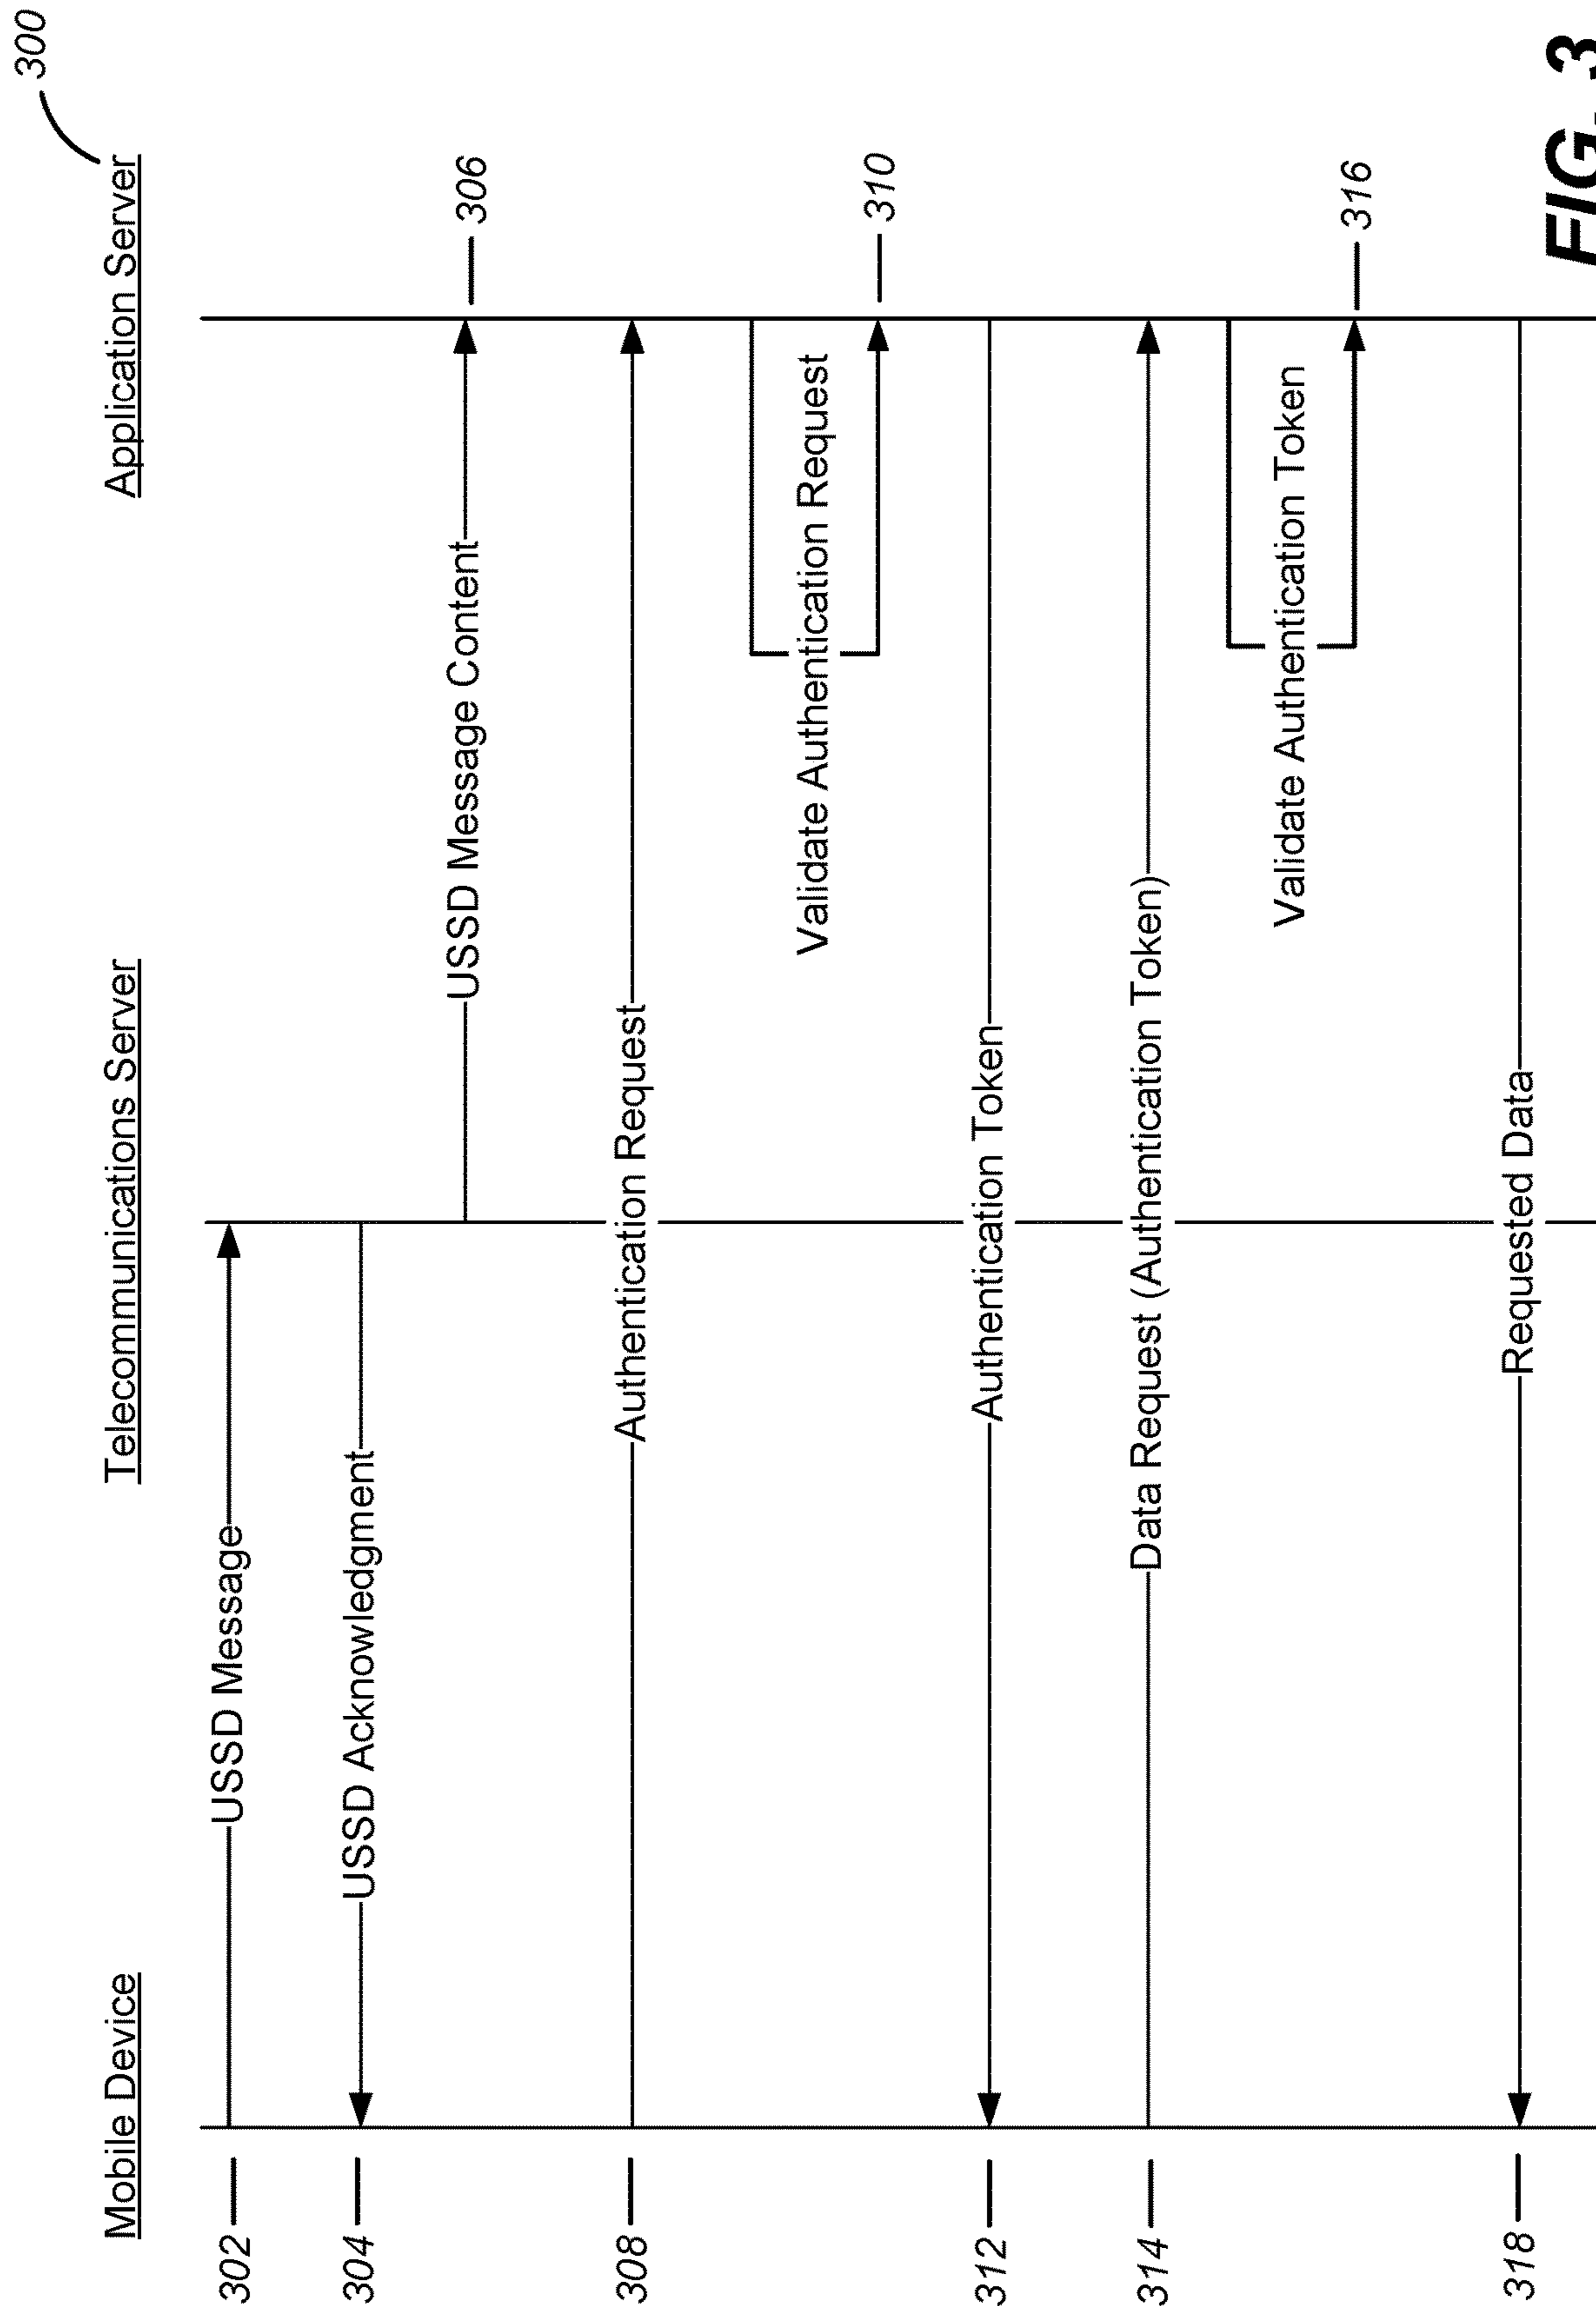 300
Mobile Device
Telecommunications Server
Application Server
302
USSD Message
304
USSD Acknowledgment
USSD Message Content
306
308
Authentication Request
Validate Authentication Request
310
312
Authentication Token
314
Data Request (Authentication Token)
Validate Authentication Token
316
318
Requested Data
FIG. 3